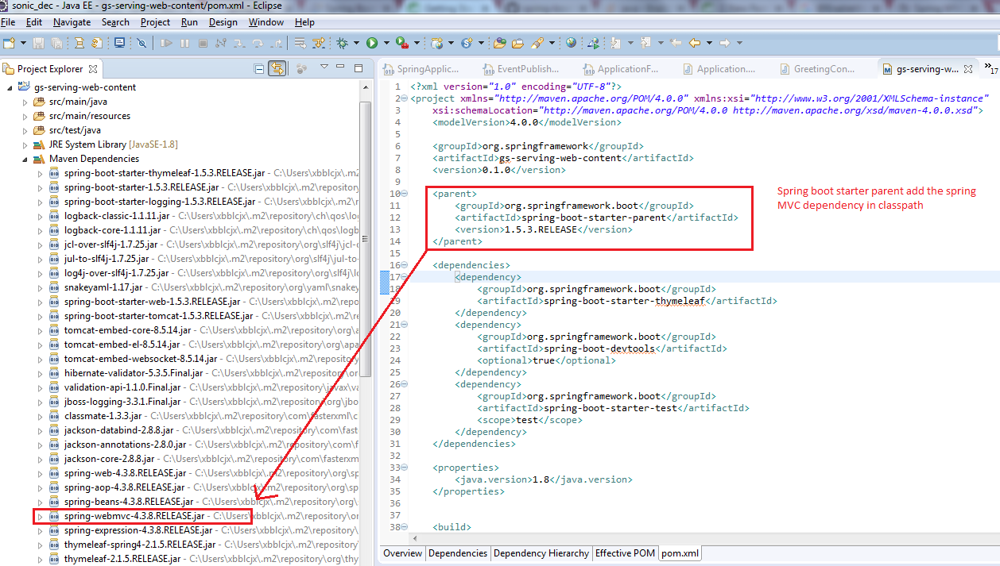 sonic_dec - Java EE - gs-serving-web-content/pom.xml - Eclipse
File Edit Navigate Search Project Run Design Window Help
Project Explorer
gs-serving-web-content
src/main/java
src/main/resources
src/test/java
JRE System Library [JavaSE-1.8]
Maven Dependencies
spring-boot-starter-thymeleaf-1.5.3.RELEASE.jar - C:\Users\xbblcjx\.m2
spring-boot-starter-1.5.3.RELEASE.jar - C:\Users\xbblcjx\.m2\repository
spring-boot-starter-logging-1.5.3.RELEASE.jar - C:\Users\xbblcjx\.m2\
logback-classic-1.1.11.jar - C:\Users\xbblcjx\.m2\repository\ch\qos\log
logback-core-1.1.11.jar - C:\Users\xbblcjx\.m2\repository\ch\qos\logba
jcl-over-slf4j-1.7.25.jar - C:\Users\xbblcjx\.m2\repository\org\slf4j\jcl-o
jul-to-slf4j-1.7.25.jar - C:\Users\xbblcjx\.m2\repository\org\slf4j\jul-to-
log4j-over-slf4j-1.7.25.jar - C:\Users\xbblcjx\.m2\repository\org\slf4j\l
snakeyaml-1.17.jar - C:\Users\xbblcjx\.m2\repository\org\yaml\snakey
spring-boot-starter-web-1.5.3.RELEASE.jar - C:\Users\xbblcjx\.m2\repo
spring-boot-starter-tomcat-1.5.3.RELEASE.jar - C:\Users\xbblcjx\.m2\
tomcat-embed-core-8.5.14.jar - C:\Users\xbblcjx\.m2\repository\org\a
tomcat-embed-el-8.5.14.jar - C:\Users\xbblcjx\.m2\repository\org\apa
tomcat-embed-websocket-8.5.14.jar - C:\Users\xbblcjx\.m2\repository
hibernate-validator-5.3.5.Final.jar - C:\Users\xbblcjx\.m2\repository\or
validation-api-1.1.0.Final.jar - C:\Users\xbblcjx\.m2\repository\javax\va
jboss-logging-3.3.1.Final.jar - C:\Users\xbblcjx\.m2\repository\org\jbo
classmate-1.3.3.jar - C:\Users\xbblcjx\.m2\repository\com\fasterxml\c
jackson-databind-2.8.8.jar - C:\Users\xbblcjx\.m2\repository\com\fast
jackson-annotations-2.8.0.jar - C:\Users\xbblcjx\.m2\repository\com\f
jackson-core-2.8.8.jar - C:\Users\xbblcjx\.m2\repository\com\fasterxm
spring-web-4.3.8.RELEASE.jar - C:\Users\xbblcjx\.m2\repository\org\sp
spring-aop-4.3.8.RELEASE.jar - C:\Users\xbblcjx\.m2\repository\org\sp
spring-beans-4.3.8.RELEASE.jar - C:\Users\xbblcjx\.m2\repository\org\
spring-webmvc-4.3.8.RELEASE.jar - C:\Users\xbblcjx\.m2\repository\or
spring-expression-4.3.8.RELEASE.jar - C:\Users\xbblcjx\.m2\repository
thymeleaf-spring4-2.1.5.RELEASE.jar - C:\Users\xbblcjx\.m2\repository
thymeleaf-2.1.5.RELEASE.jar - C:\Users\xbblcjx\.m2\repository\org\thy
SpringApplic... EventPublish... ApplicationF... Application.... GreetingCon... gs-serving-w... »17
1 <?xml version="1.0" encoding="UTF-8"?>
2 <project xmlns="http://maven.apache.org/POM/4.0.0" xmlns:xsi="http://www.w3.org/2001/XMLSchema-instance"
3 xsi:schemaLocation="http://maven.apache.org/POM/4.0.0 http://maven.apache.org/xsd/maven-4.0.0.xsd">
4 <modelVersion>4.0.0</modelVersion>
5
6 <groupId>org.springframework</groupId>
7 <artifactId>gs-serving-web-content</artifactId>
8 <version>0.1.0</version>
9
10 <parent>
11 <groupId>org.springframework.boot</groupId>
12 <artifactId>spring-boot-starter-parent</artifactId>
13 <version>1.5.3.RELEASE</version>
14 </parent>
Spring boot starter parent add the spring
MVC dependency in classpath
15
16 <dependencies>
17 <dependency>
18 <groupId>org.springframework.boot</groupId>
19 <artifactId>spring-boot-starter-thymeleaf</artifactId>
20 </dependency>
21 <dependency>
22 <groupId>org.springframework.boot</groupId>
23 <artifactId>spring-boot-devtools</artifactId>
24 <optional>true</optional>
25 </dependency>
26 <dependency>
27 <groupId>org.springframework.boot</groupId>
28 <artifactId>spring-boot-starter-test</artifactId>
29 <scope>test</scope>
30 </dependency>
31 </dependencies>
32
33 <properties>
34 <java.version>1.8</java.version>
35 </properties>
36
37
38 <build>
Overview Dependencies Dependency Hierarchy Effective POM pom.xml